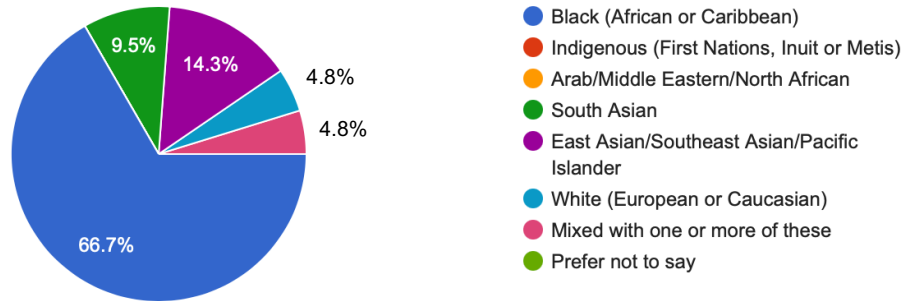 9.5%
14.3%
4.8%
4.8%
66.7%
Black (African or Caribbean)
Indigenous (First Nations, Inuit or Metis)
Arab/Middle Eastern/North African
South Asian
East Asian/Southeast Asian/Pacific
Islander
White (European or Caucasian)
Mixed with one or more of these
Prefer not to say